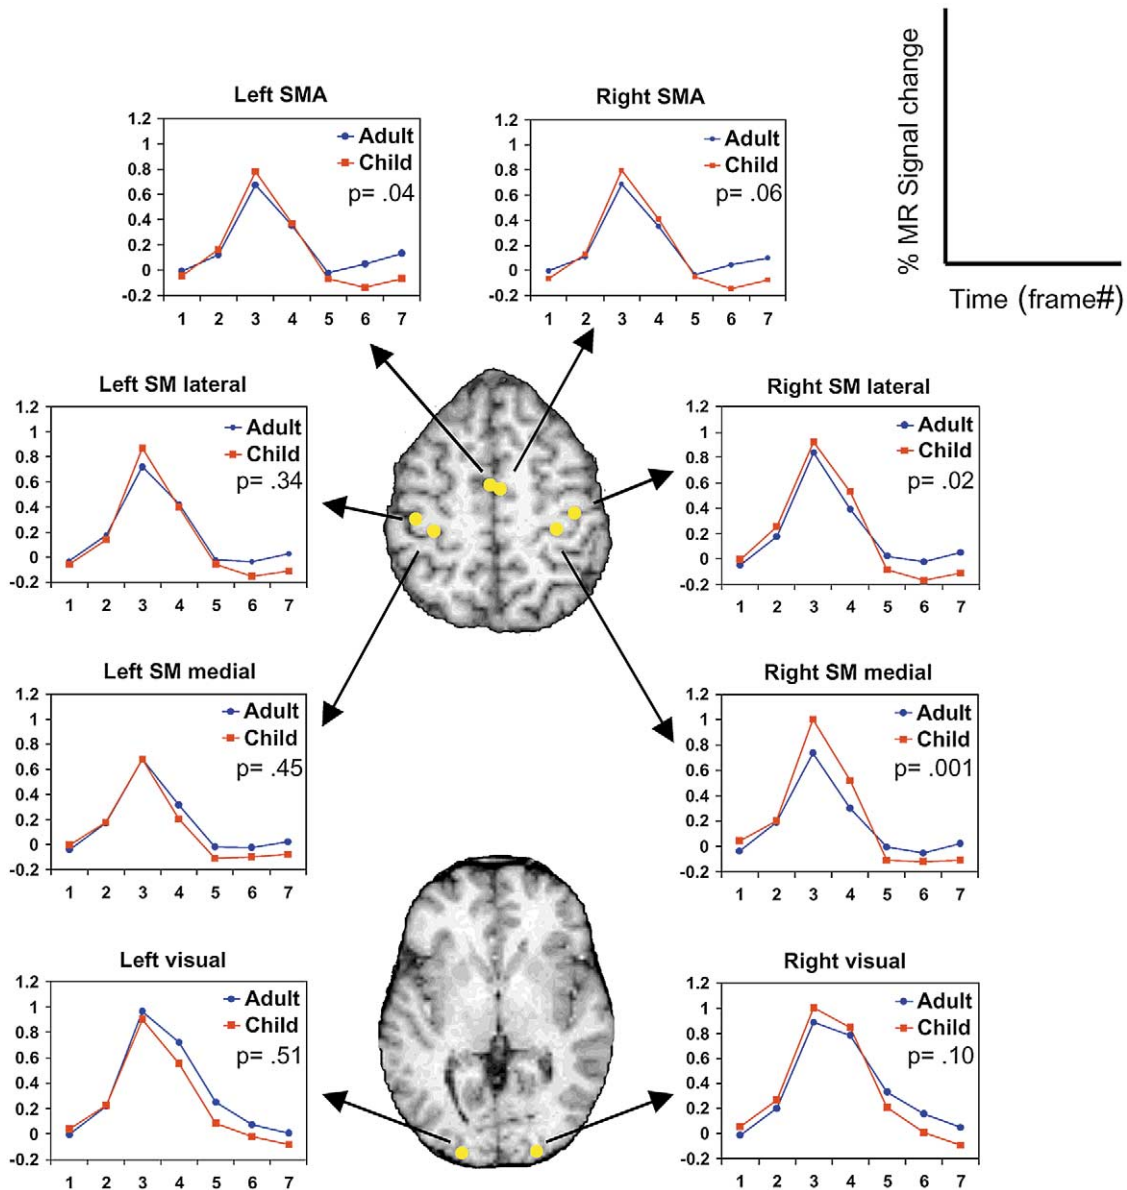 Left SMA
1.2
1
0.8
0.6
0.4
0.2
0
-0.2
Adult
Child
p= .04
1 2 3 4 5 6 7
Right SMA
1.2
1
0.8
0.6
0.4
0.2
0
-0.2
Adult
Child
p= .06
1 2 3 4 5 6 7
% MR Signal change
Time (frame#)
Left SM lateral
1.2
1
0.8
0.6
0.4
0.2
0
-0.2
Adult
Child
p= .34
1 2 3 4 5 6 7
Right SM lateral
1.2
1
0.8
0.6
0.4
0.2
0
-0.2
Adult
Child
p= .02
1 2 3 4 5 6 7
Left SM medial
1.2
1
0.8
0.6
0.4
0.2
0
-0.2
Adult
Child
p= .45
1 2 3 4 5 6 7
Right SM medial
1.2
1
0.8
0.6
0.4
0.2
0
-0.2
Adult
Child
p= .001
1 2 3 4 5 6 7
Left visual
1.2
1
0.8
0.6
0.4
0.2
0
-0.2
Adult
Child
p= .51
1 2 3 4 5 6 7
Right visual
1.2
1
0.8
0.6
0.4
0.2
0
-0.2
Adult
Child
p= .10
1 2 3 4 5 6 7